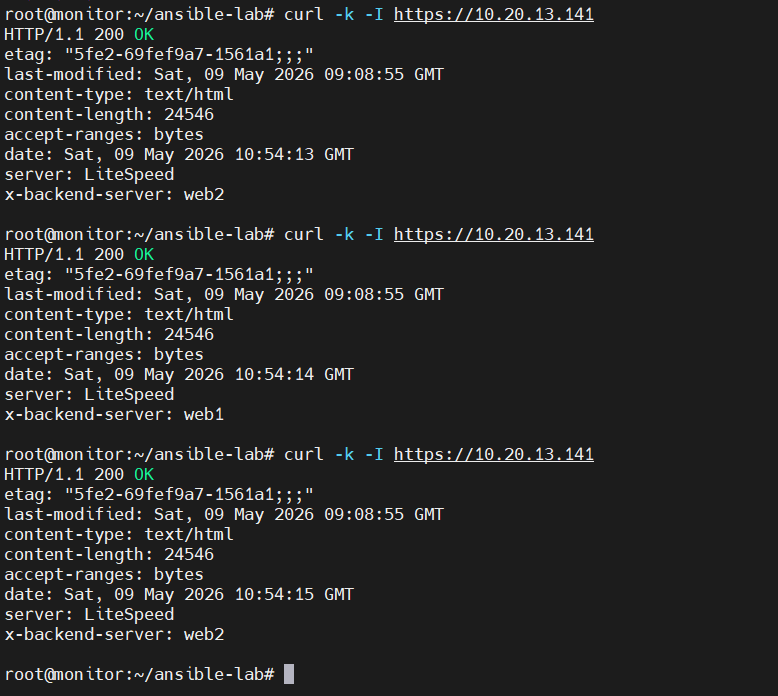 root@monitor:~/ansible-lab# curl -k -I https://10.20.13.141
HTTP/1.1 200 OK
etag: "5fe2-69fef9a7-1561a1;;;"
last-modified: Sat, 09 May 2026 09:08:55 GMT
content-type: text/html
content-length: 24546
accept-ranges: bytes
date: Sat, 09 May 2026 10:54:13 GMT
server: LiteSpeed
x-backend-server: web2
root@monitor:~/ansible-lab# curl -k -I https://10.20.13.141
HTTP/1.1 200 OK
etag: "5fe2-69fef9a7-1561a1;;;"
last-modified: Sat, 09 May 2026 09:08:55 GMT
content-type: text/html
content-length: 24546
accept-ranges: bytes
date: Sat, 09 May 2026 10:54:14 GMT
server: LiteSpeed
x-backend-server: web1
root@monitor:~/ansible-lab# curl -k -I https://10.20.13.141
HTTP/1.1 200 OK
etag: "5fe2-69fef9a7-1561a1;;;"
last-modified: Sat, 09 May 2026 09:08:55 GMT
content-type: text/html
content-length: 24546
accept-ranges: bytes
date: Sat, 09 May 2026 10:54:15 GMT
server: LiteSpeed
x-backend-server: web2
root@monitor:~/ansible-lab#